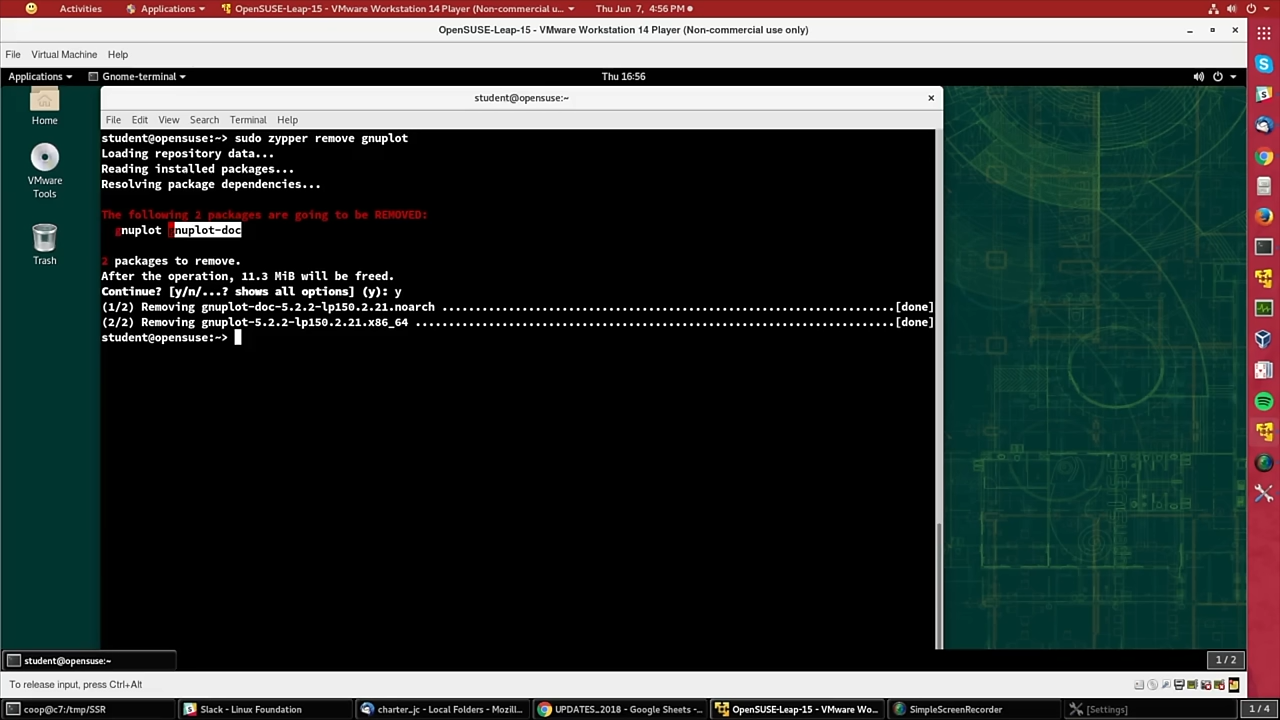 Activities Applications OpenSUSE-Leap-15 - VMware Workstation 14 Player (Non-commercial u... Thu Jun 7, 4:56 PM
OpenSUSE-Leap-15 - VMware Workstation 14 Player (Non-commercial use only)
File Virtual Machine Help
Applications Gnome-terminal Thu 16:56
student@opensuse:~
File Edit View Search Terminal Help
Home
VMware
Tools
Trash
student@opensuse:~> sudo zypper remove gnuplot
Loading repository data...
Reading installed packages...
Resolving package dependencies...
The following 2 packages are going to be REMOVED:
gnuplot gnuplot-doc
2 packages to remove.
After the operation, 11.3 MiB will be freed.
Continue? [y/n/...? shows all options] (y): y
(1/2) Removing gnuplot-doc-5.2.2-lp150.2.21.noarch ....................................................................[done]
(2/2) Removing gnuplot-5.2.2-lp150.2.21.x86_64 ........................................................................[done]
student@opensuse:~>
student@opensuse:~ 1 / 2
To release input, press Ctrl+Alt
coop@c7:/tmp/SSR Slack - Linux Foundation charter_jc - Local Folders - Mozill... UPDATES_2018 - Google Sheets -... OpenSUSE-Leap-15 - VMware Wo... SimpleScreenRecorder [Settings] 1 / 4